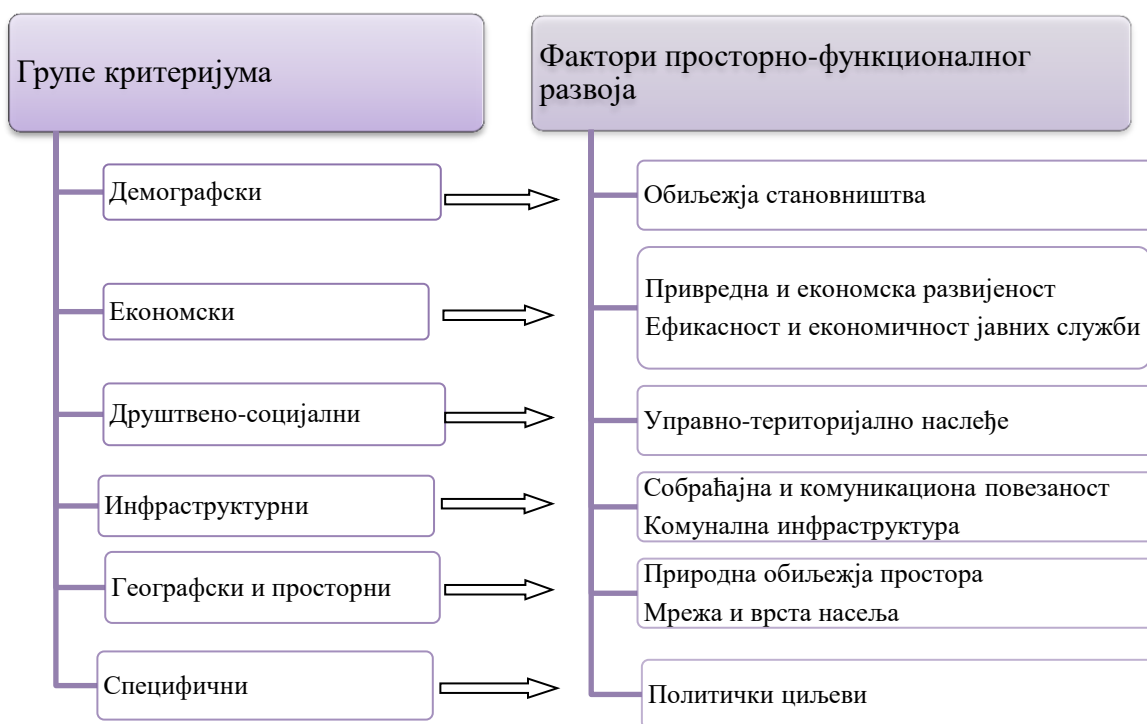 Групе критеријума
Фактори просторно-функционалног
развоја
Демографски
Обиљежја становништва
Економски
Привредна и економска развијеност
Ефикасност и економичност јавних служби
Друштвено-социјални
Управно-територијално наслеђе
Инфраструктурни
Собраћајна и комуникациона повезаност
Комунална инфраструктура
Географски и просторни
Природна обиљежја простора
Мрежа и врста насеља
Специфични
Политички циљеви